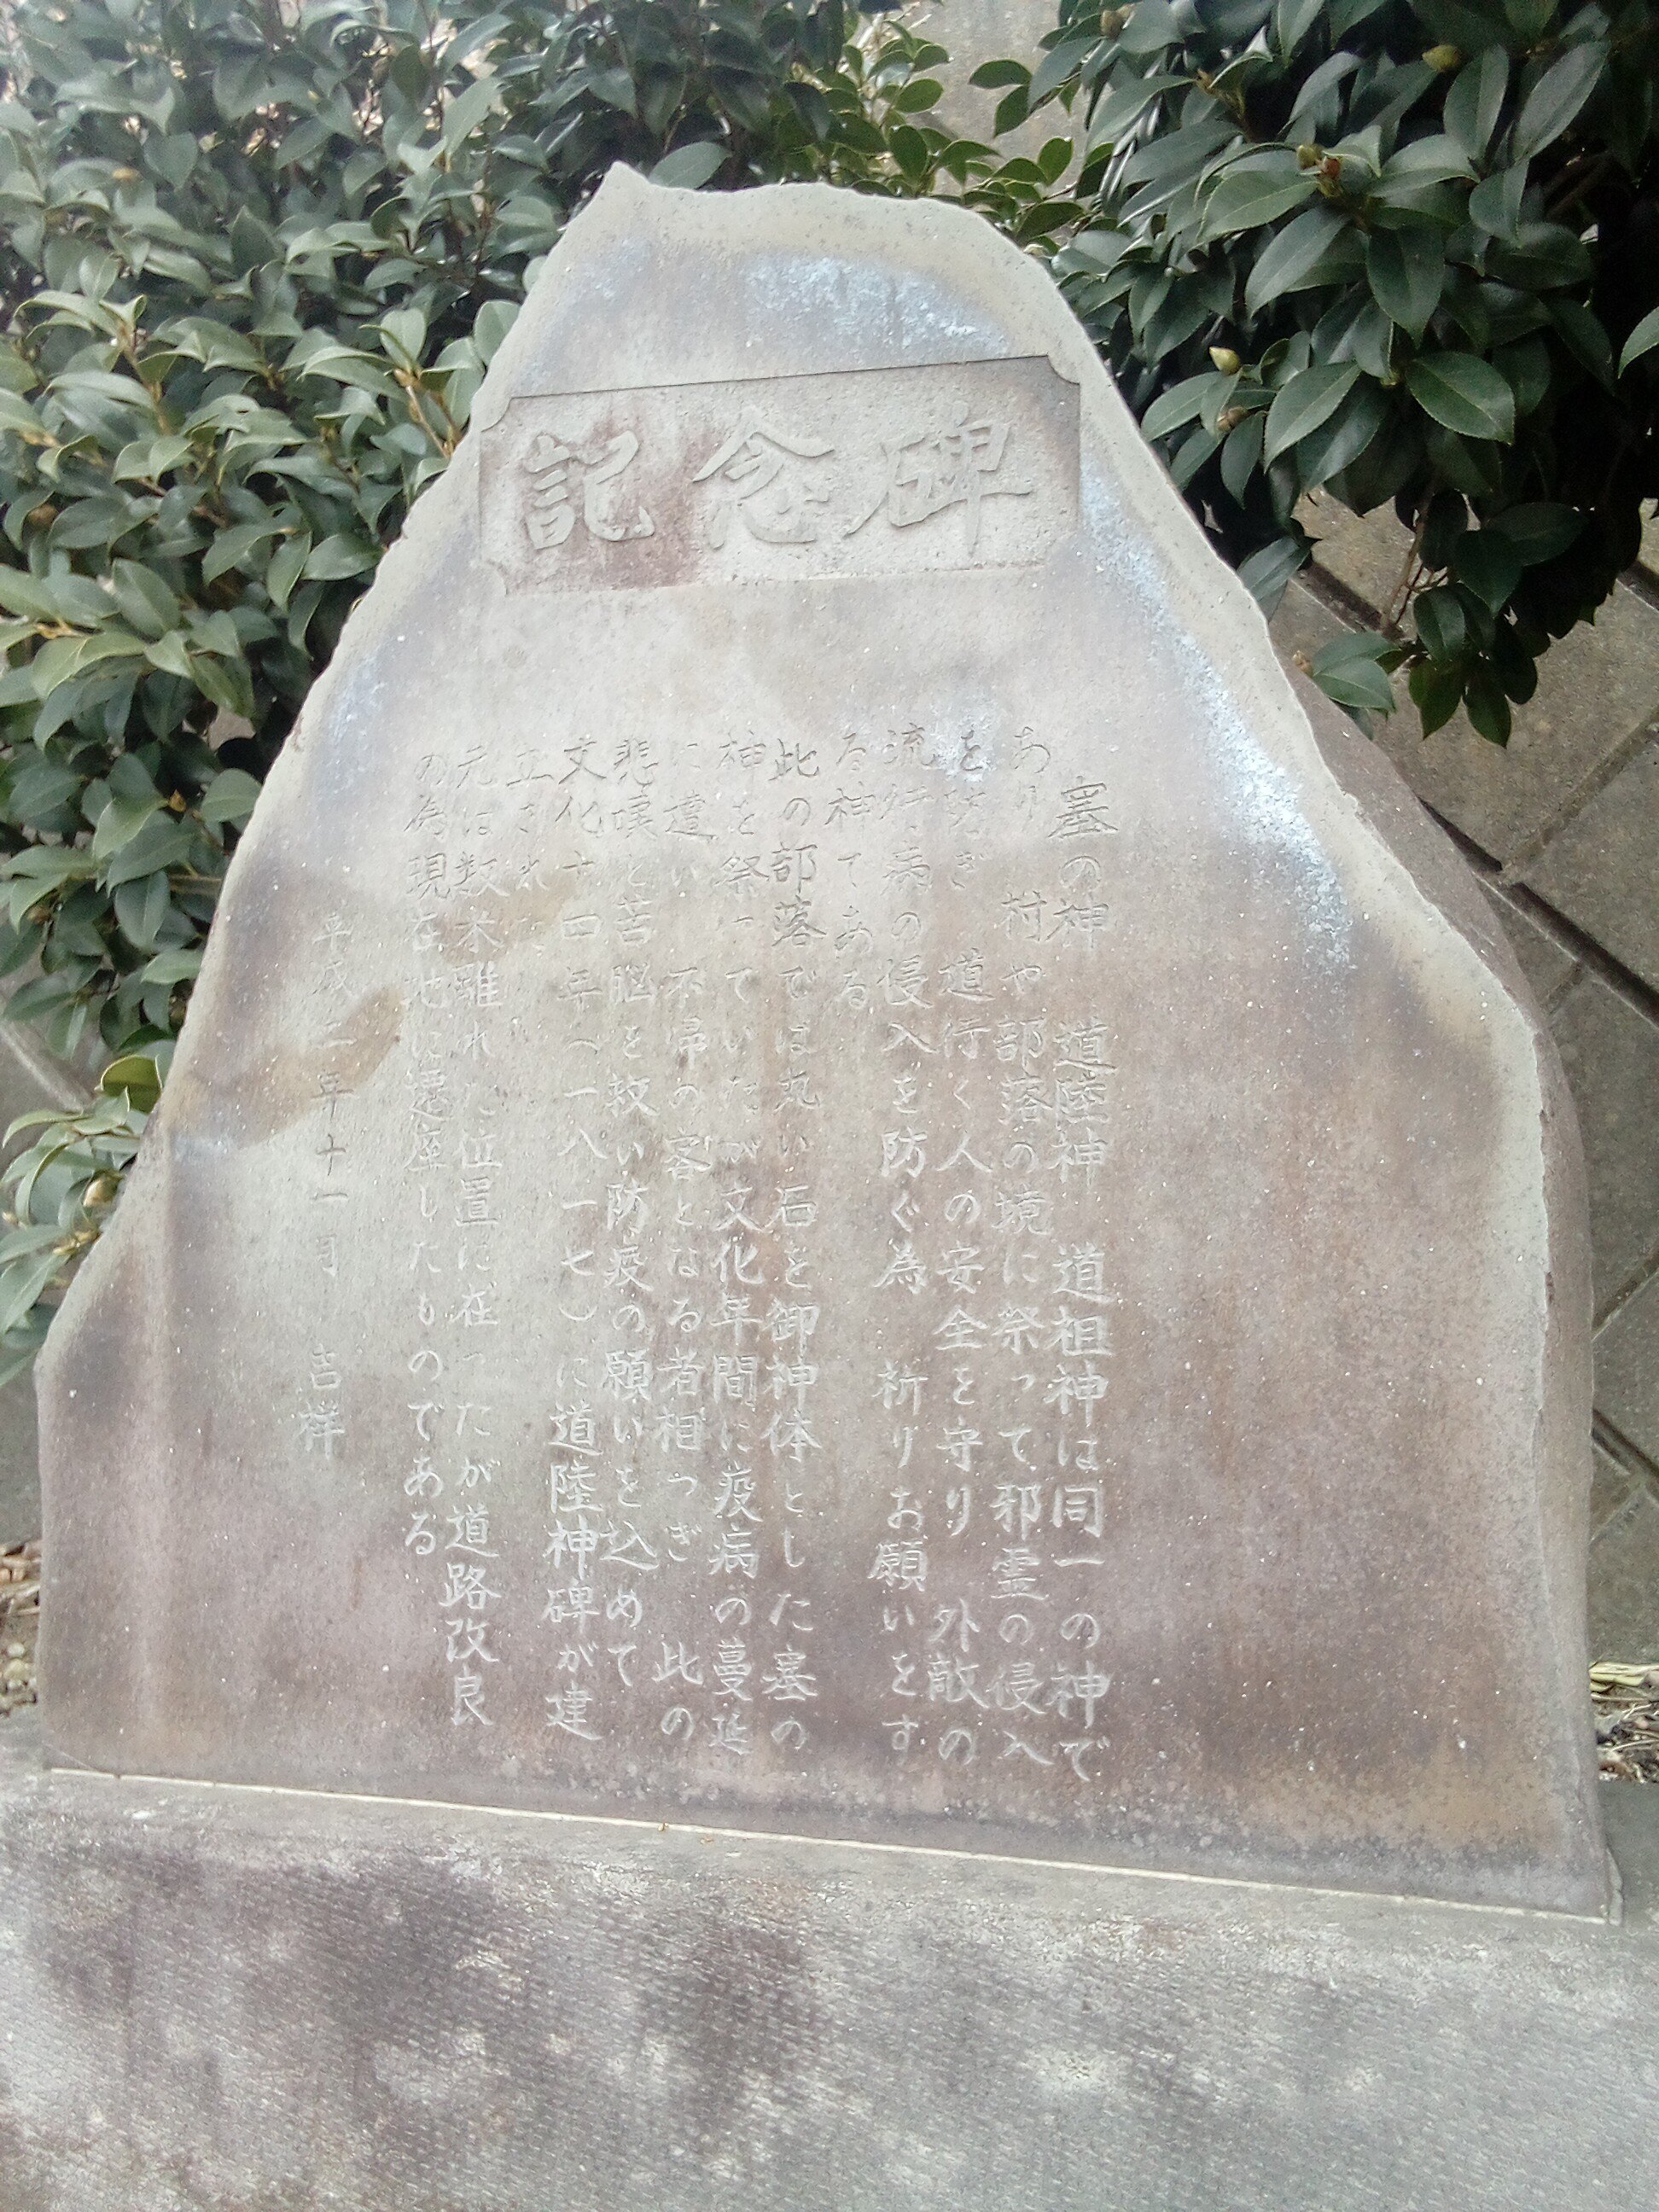 記念碑
塞の神 道陸神 道祖神は同一の神で
あり 村や部落の境に祭って邪霊の侵入
を防ぎ 道行く人の安全を守り 外敵の
流行病の侵入を防ぐ為 祈りお願いをす
る神てある
此の部落では丸い石を御神体とした塞の
神を祭っていたが文化年間に疫病の蔓延
に遭い 不帰の客となる者相つぎ 此の
悲嘆と苦脳を救い防疫の願いを込めて
文化十四年(一八一七)に道陸神碑が建
立され
元は数米離れた位置に在ったが道路改良
の為現在地に遷座したものである
平成二年十一月 吉祥